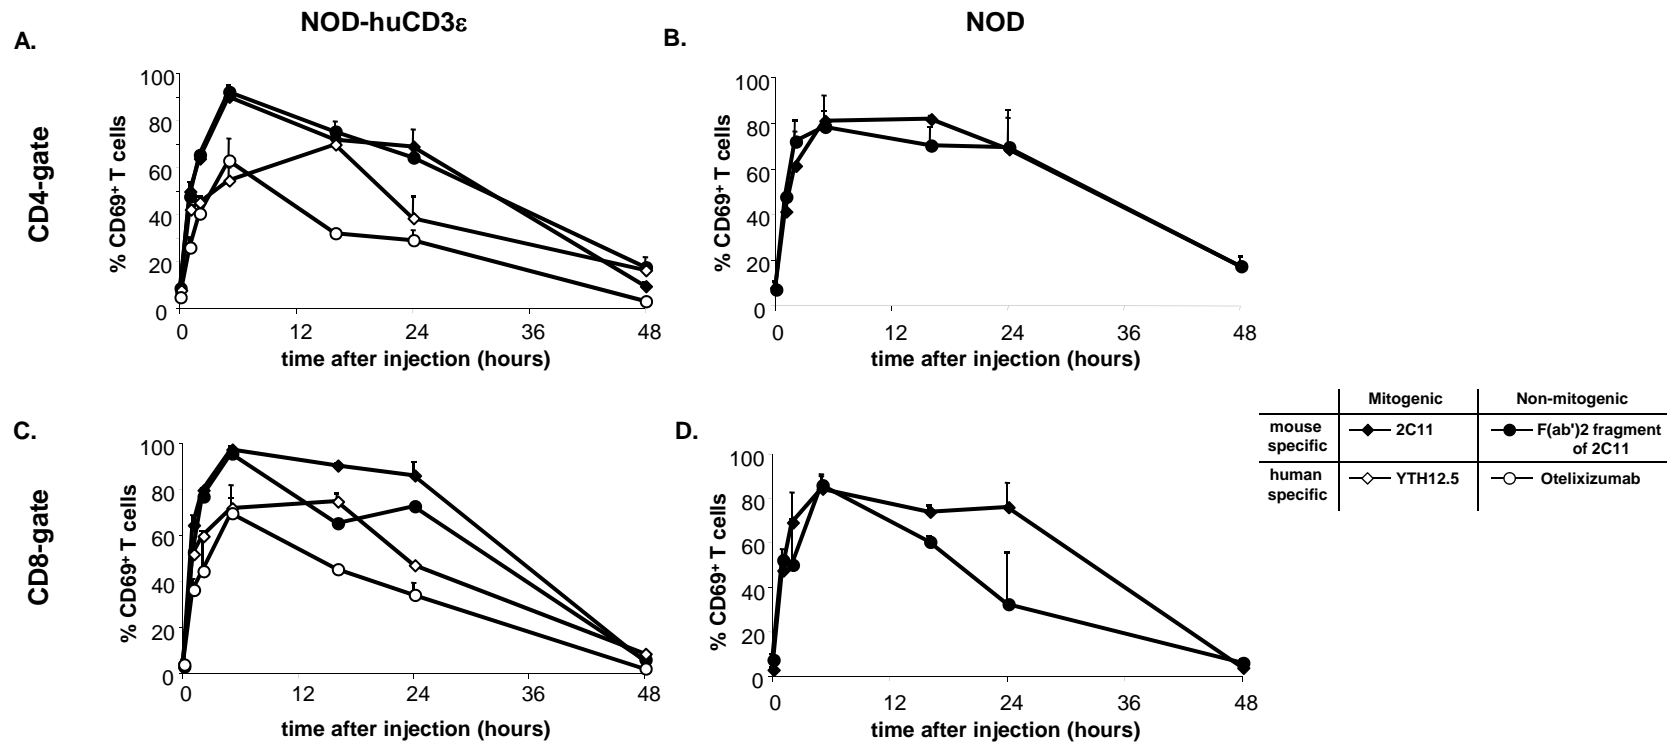 NOD-huCD3ε
NOD
A.
B.
CD4-gate
% CD69⁺ T cells
100
80
60
40
20
0
0 12 24 36 48
time after injection (hours)
% CD69⁺ T cells
100
80
60
40
20
0
0 12 24 36 48
time after injection (hours)
C.
D.
CD8-gate
% CD69⁺ T cells
100
80
60
40
20
0
0 12 24 36 48
time after injection (hours)
% CD69⁺ T cells
100
80
60
40
20
0
0 12 24 36 48
time after injection (hours)
Mitogenic Non-mitogenic
mouse specific 2C11 F(ab')2 fragment
of 2C11
human specific YTH12.5 Otelixizumab